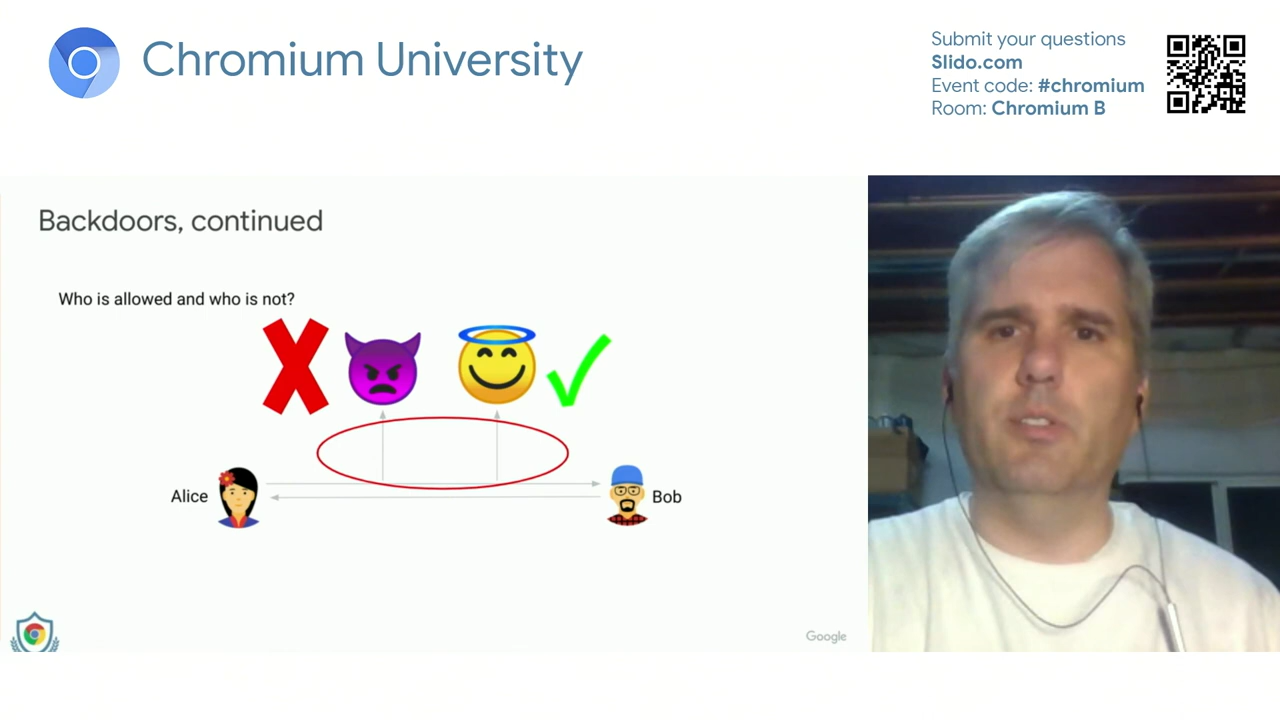 Chromium University
Submit your questions
Slido.com
Event code: #chromium
Room: Chromium B
Backdoors, continued
Who is allowed and who is not?
Alice
Bob
Google